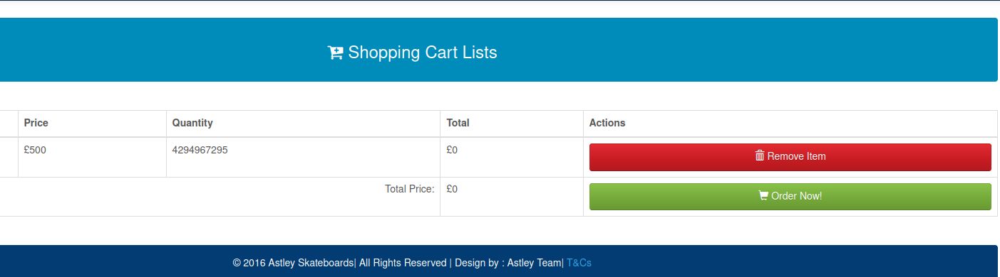 Shopping Cart Lists
Price Quantity Total Actions
£500 4294967295 £0 Remove Item
Total Price: £0 Order Now!
© 2016 Astley Skateboards| All Rights Reserved | Design by : Astley Team| T&Cs